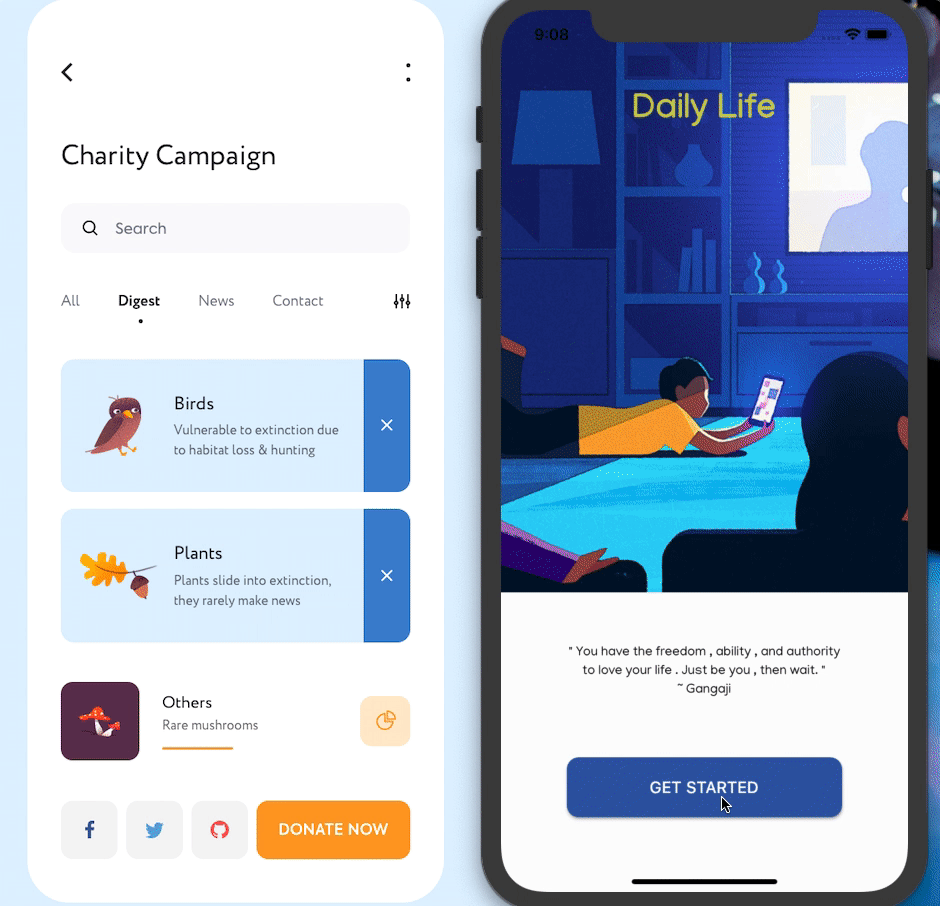 Charity Campaign
Search
All Digest News Contact
Birds
Vulnerable to extinction due
to habitat loss & hunting
Plants
Plants slide into extinction,
they rarely make news
Others
Rare mushrooms
DONATE NOW
9:08
Daily Life
" You have the freedom , ability , and authority
to love your life . Just be you , then wait. "
~ Gangaji
GET STARTED